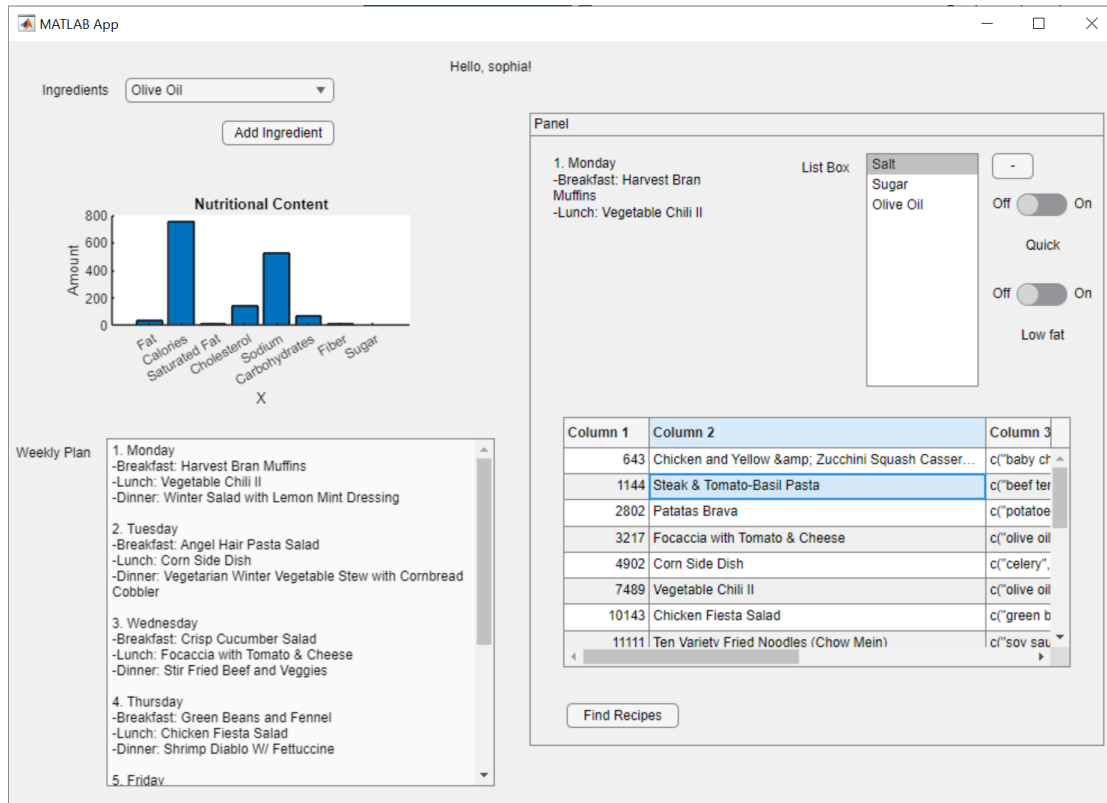 MATLAB App
Hello, sophia!
Ingredients
Olive Oil
Add Ingredient
Nutritional Content
800
600
400
200
0
Amount
Fat
Calories
Saturated Fat
Cholesterol
Sodium
Carbohydrates
Fiber
Sugar
X
Weekly Plan
1. Monday
-Breakfast: Harvest Bran Muffins
-Lunch: Vegetable Chili II
-Dinner: Winter Salad with Lemon Mint Dressing
2. Tuesday
-Breakfast: Angel Hair Pasta Salad
-Lunch: Corn Side Dish
-Dinner: Vegetarian Winter Vegetable Stew with Cornbread
Cobbler
3. Wednesday
-Breakfast: Crisp Cucumber Salad
-Lunch: Focaccia with Tomato & Cheese
-Dinner: Stir Fried Beef and Veggies
4. Thursday
-Breakfast: Green Beans and Fennel
-Lunch: Chicken Fiesta Salad
-Dinner: Shrimp Diablo W/ Fettuccine
5. Friday
Panel
1. Monday
-Breakfast: Harvest Bran
Muffins
-Lunch: Vegetable Chili II
List Box
Salt
Sugar
Olive Oil
-
Off On
Quick
Off On
Low fat
Column 1 Column 2 Column 3
643 Chicken and Yellow &amp; Zucchini Squash Casser... c("baby ch
1144 Steak & Tomato-Basil Pasta c("beef ter
2802 Patatas Brava c("potatoe
3217 Focaccia with Tomato & Cheese c("olive oil
4902 Corn Side Dish c("celery",
7489 Vegetable Chili II c("olive oil
10143 Chicken Fiesta Salad c("green b
11111 Ten Variety Fried Noodles (Chow Mein) c("soy sau
Find Recipes